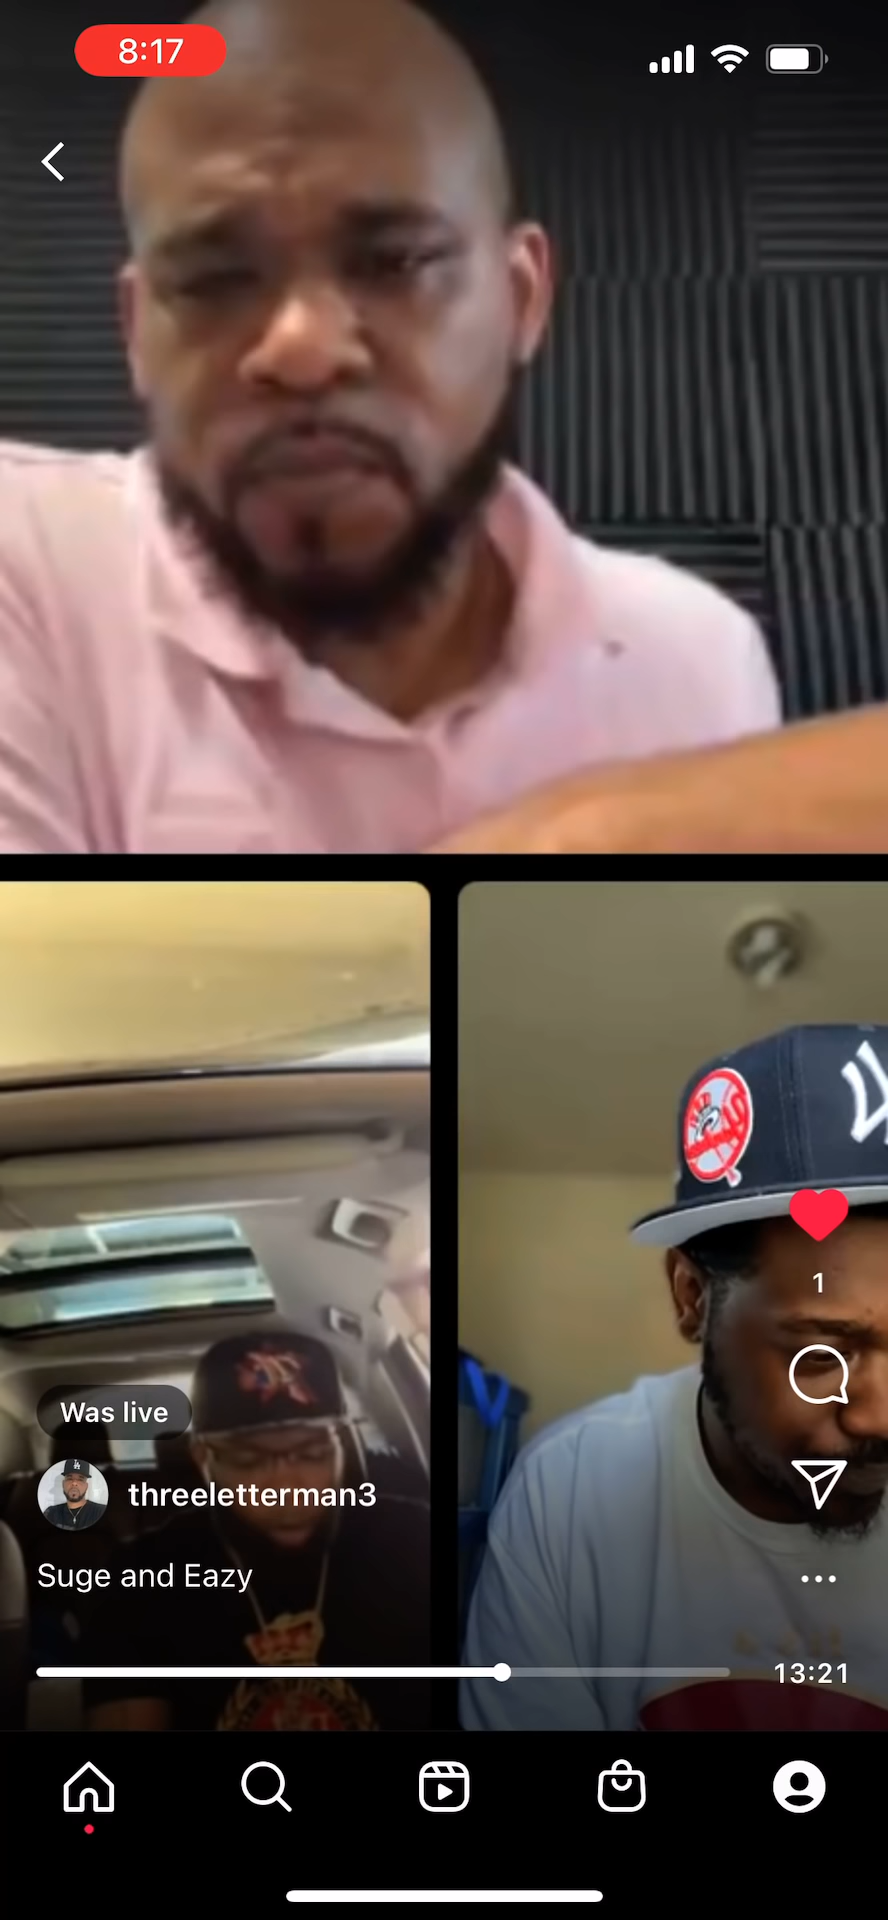 8:17
1
Was live
threeletterman3
Suge and Eazy
13:21